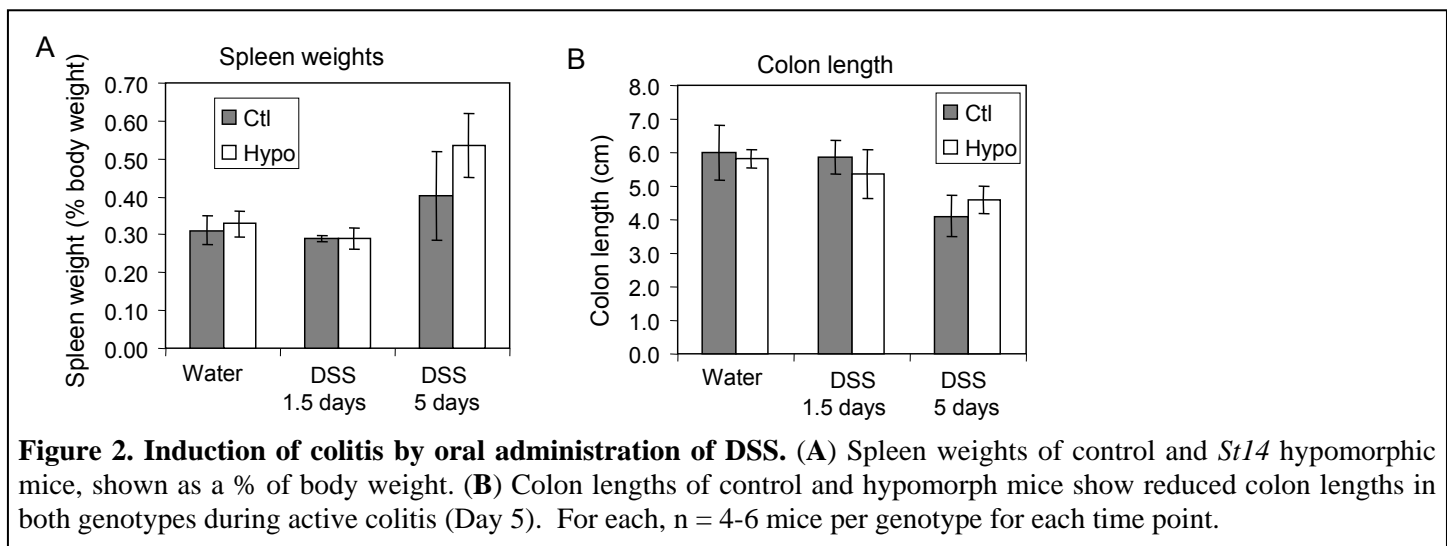 A
Spleen weights
Spleen weight (% body weight)
0.70
0.60
0.50
0.40
0.30
0.20
0.10
0.00
Ctl
Hypo
Water
DSS
1.5 days
DSS
5 days
B
Colon length
Colon length (cm)
8.0
7.0
6.0
5.0
4.0
3.0
2.0
1.0
0.0
Ctl
Hypo
Water
DSS
1.5 days
DSS
5 days
Figure 2. Induction of colitis by oral administration of DSS. (A) Spleen weights of control and St14 hypomorphic
mice, shown as a % of body weight. (B) Colon lengths of control and hypomorph mice show reduced colon lengths in
both genotypes during active colitis (Day 5). For each, n = 4-6 mice per genotype for each time point.